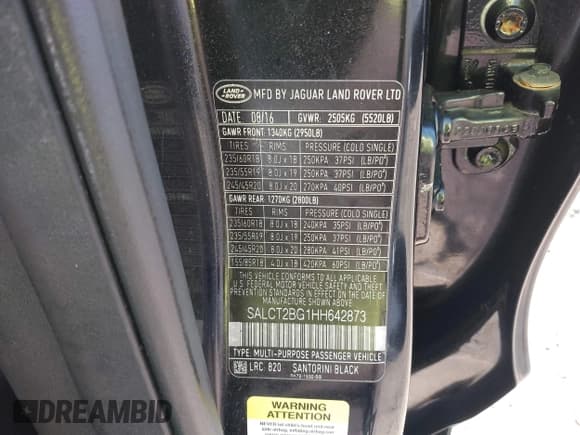 LAND ROVER
MFD BY JAGUAR LAND ROVER LTD
DATE 08/16 GVWR 2505KG (5520LB)
GAWR FRONT: 1340KG (2950LB)
TIRES RIMS PRESSURE (COLD SINGLE)
235/60R18 8.0J x 18 250KPA 37PSI (LB/PO²)
235/55R19 8.0J x 19 250KPA 37PSI (LB/PO²)
245/45R20 8.0J x 20 270KPA 40PSI (LB/PO²)
GAWR REAR 1270KG (2800LB)
TIRES RIMS PRESSURE (COLD SINGLE)
235/60R18 8.0J x 18 240KPA 35PSI (LB/PO²)
235/55R19 8.0J x 19 250KPA 37PSI (LB/PO²)
245/45R20 8.0J x 20 280KPA 41PSI (LB/PO²)
155/85R18 4.0J x 18 420KPA 60PSI (LB/PO²)
THIS VEHICLE CONFORMS TO ALL APPLICABLE
U.S. FEDERAL MOTOR VEHICLE SAFETY AND THEFT
PREVENTION STANDARDS IN EFFECT ON THE DATE
OF MANUFACTURE SHOWN ABOVE.
SALCT2BG1HH642873
TYPE: MULTI-PURPOSE PASSENGER VEHICLE
LRC 820 SANTORINI BLACK
WARNING
ATTENTION
DREAMBID